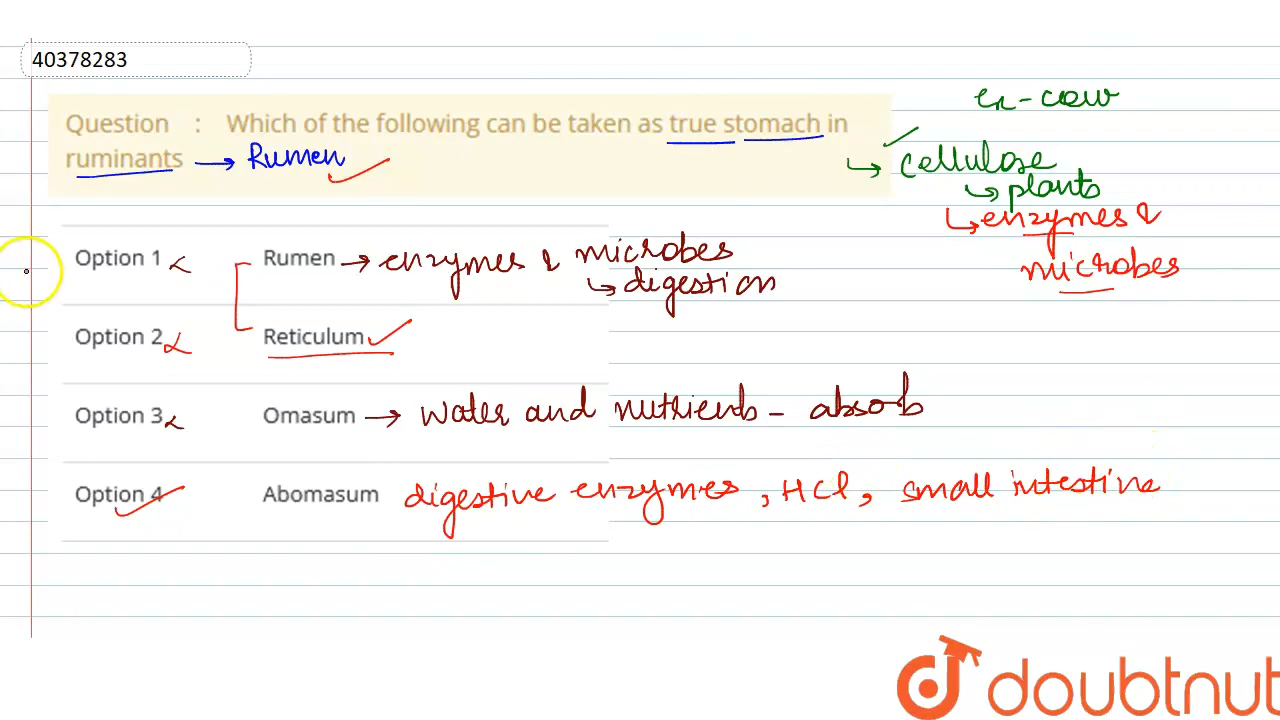 40378283
Question : Which of the following can be taken as true stomach in
ruminants → Rumen
ex - cow
↳ cellulose
↳ plants
↳ enzymes &
microbes
Option 1 Rumen → enzymes & microbes
↳ digestion
Option 2 Reticulum
Option 3 Omasum → water and nutrients - absorb
Option 4 Abomasum digestive enzymes, HCl, small intestine
doubtnut